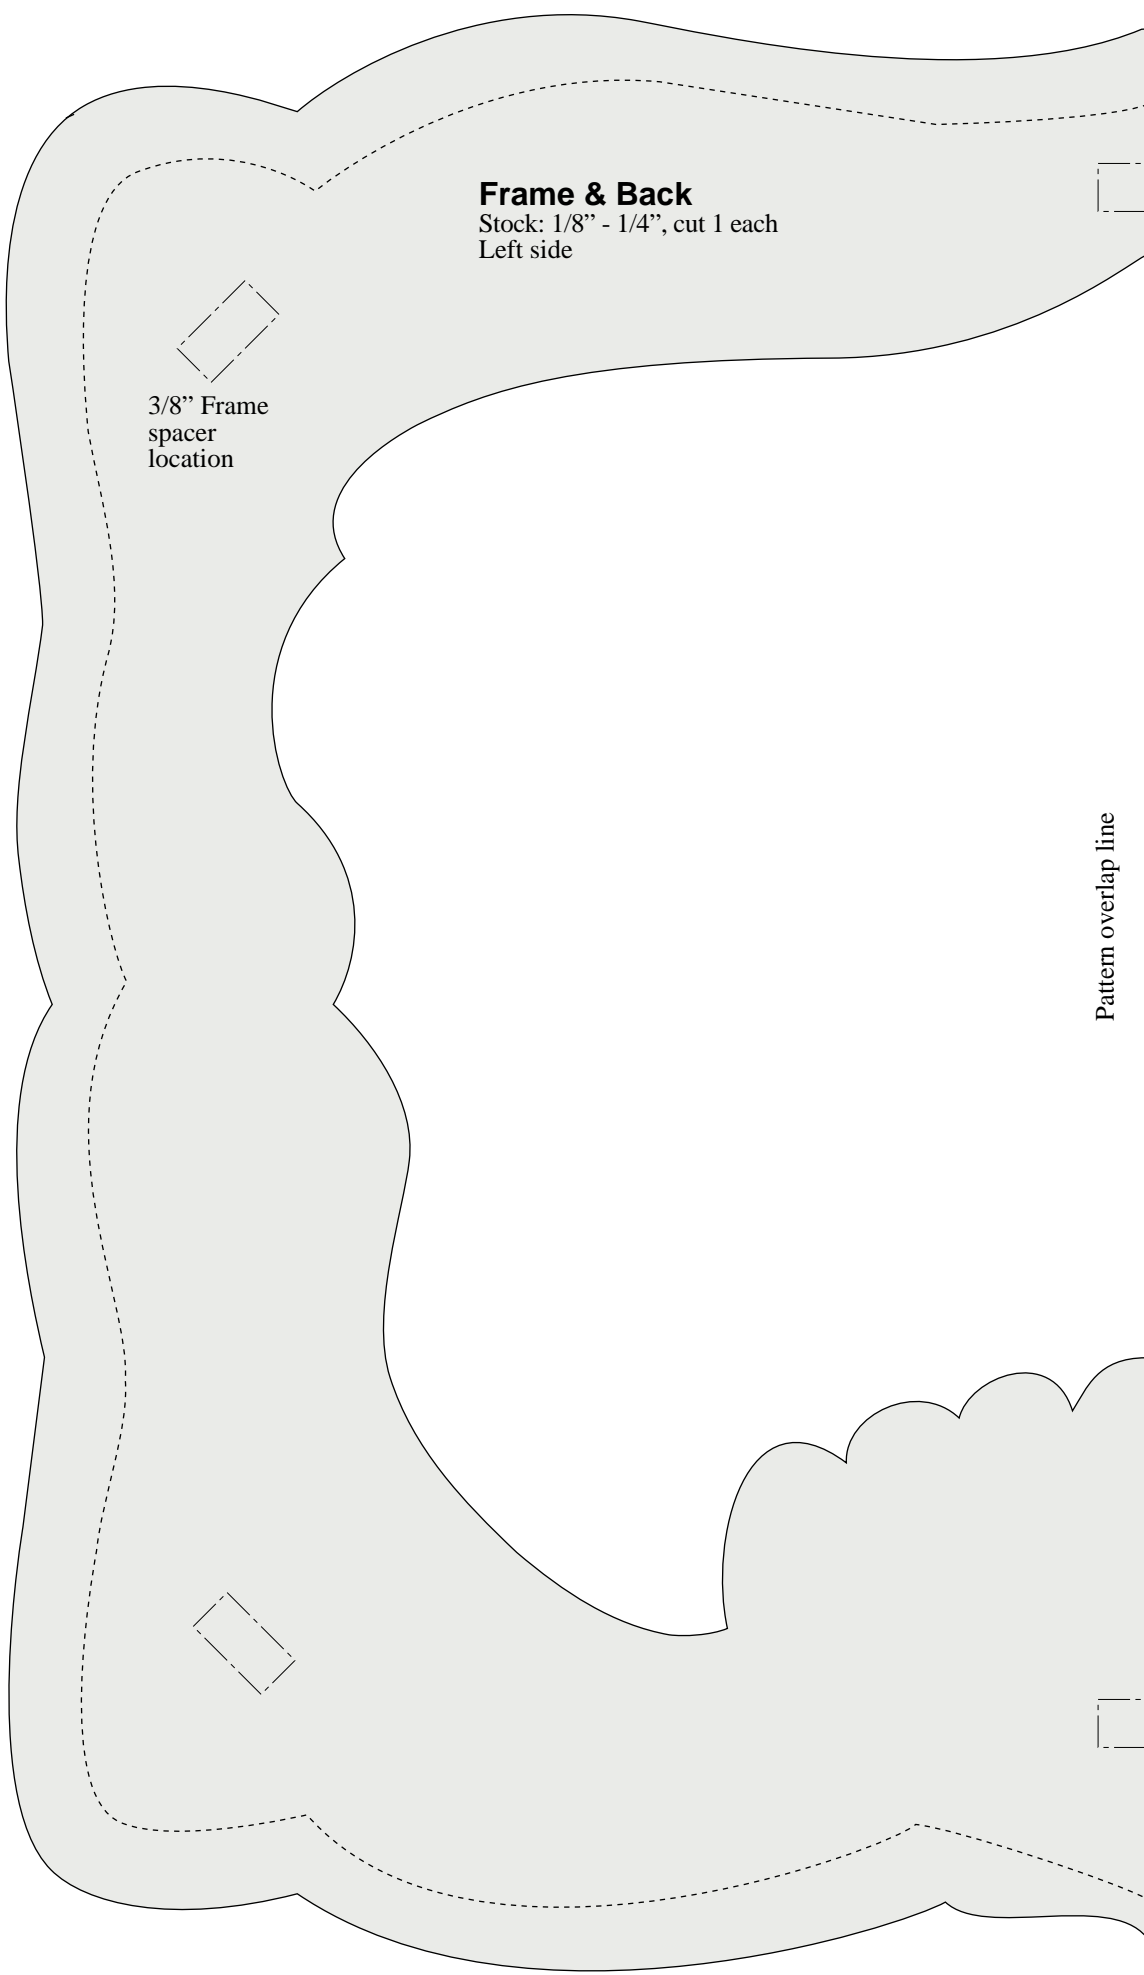 Frame & Back
Stock: 1/8” - 1/4”, cut 1 each
Left side
3/8” Frame
spacer
location
Pattern overlap line